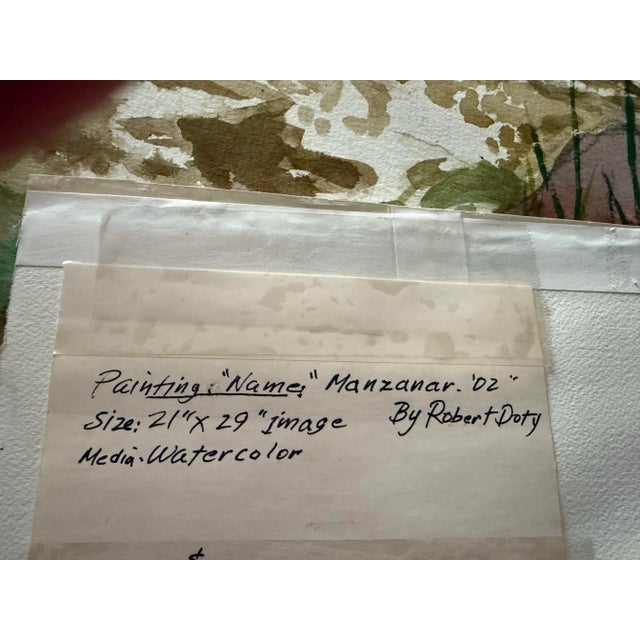 Painting: "Name:" Manzanar. '02"
Size: 21" X 29" image By Robert Doty
Media. Watercolor
$